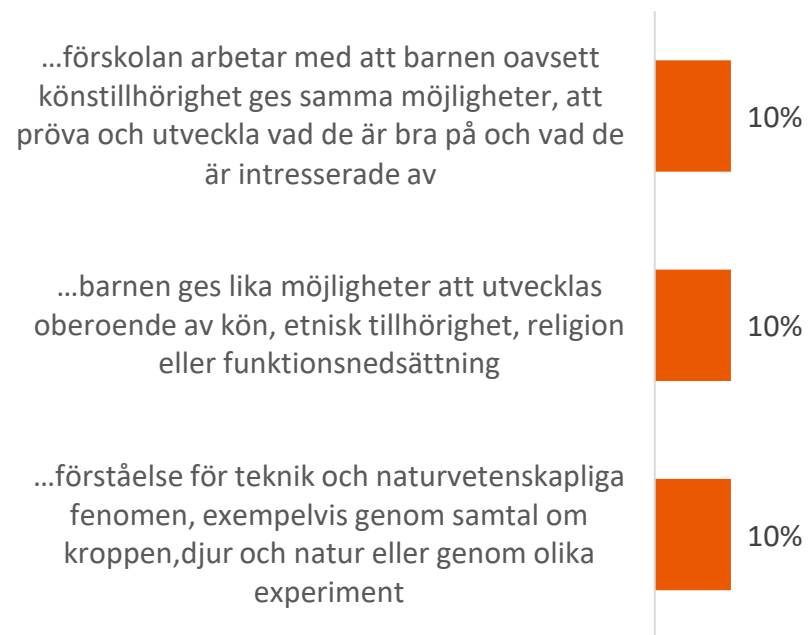 ...förskolan arbetar med att barnen oavsett
könstillhörighet ges samma möjligheter, att
pröva och utveckla vad de är bra på och vad de
är intresserade av
10%
...barnen ges lika möjligheter att utvecklas
oberoende av kön, etnisk tillhörighet, religion
eller funktionsnedsättning
10%
...förståelse för teknik och naturvetenskapliga
fenomen, exempelvis genom samtal om
kroppen,djur och natur eller genom olika
experiment
10%